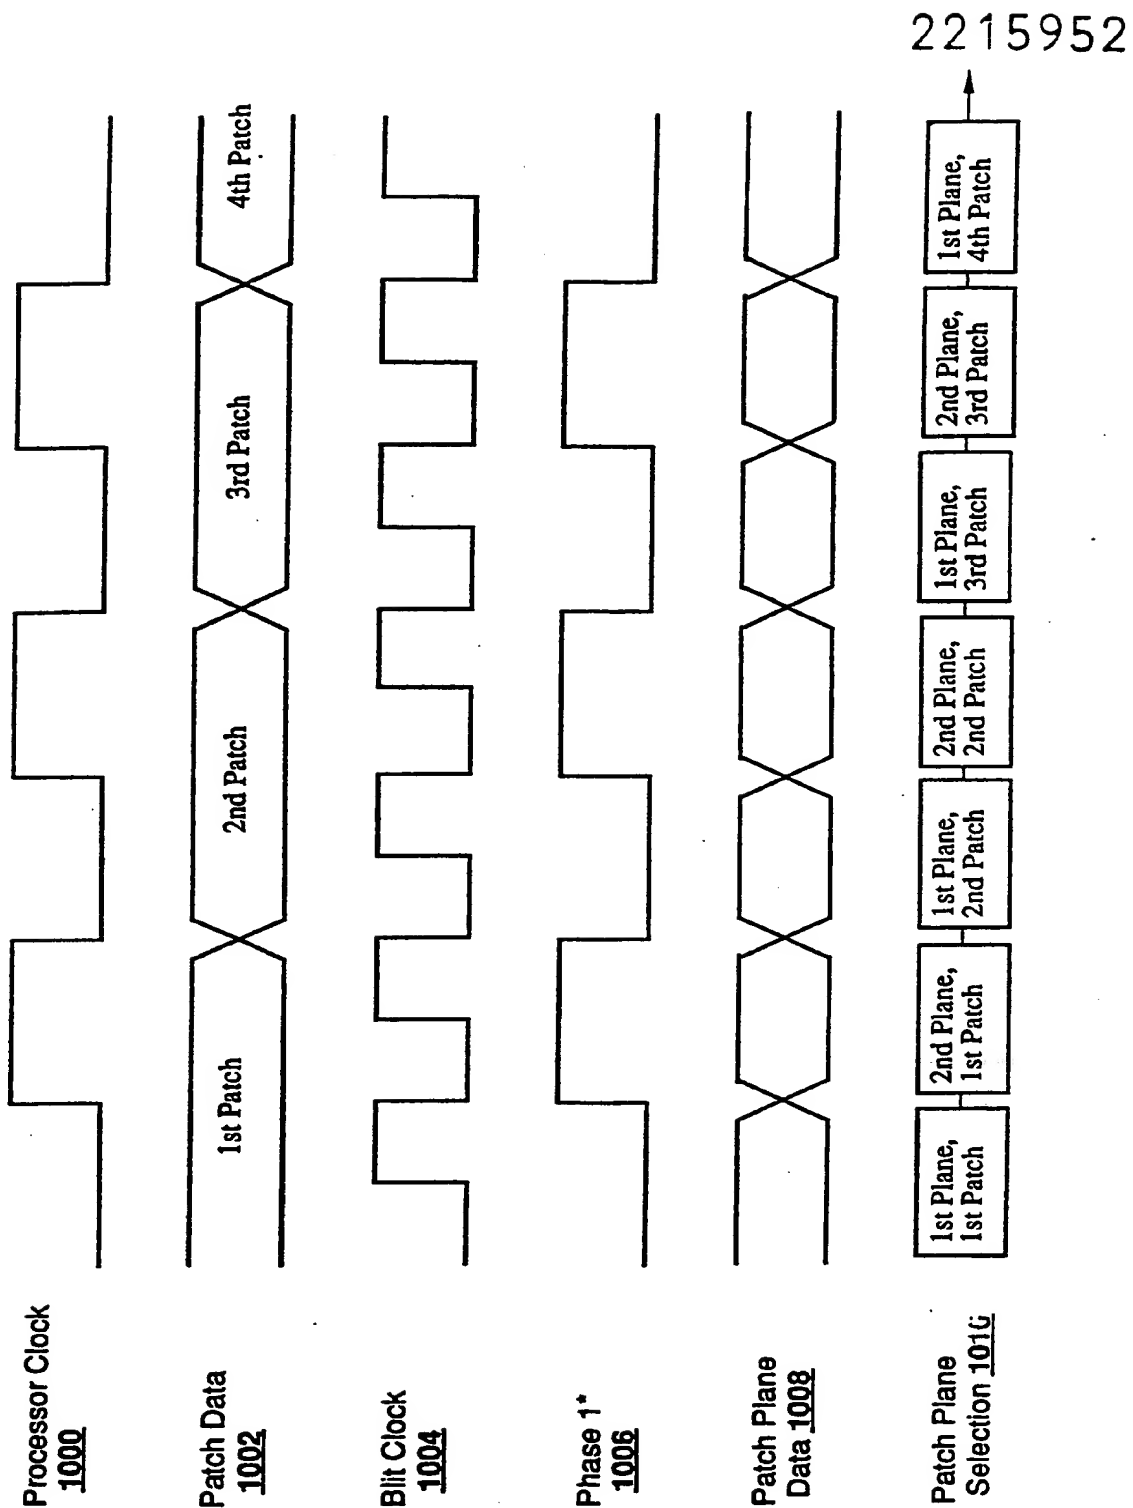 2215952
Processor Clock
1000
Patch Data
1002
1st Patch
2nd Patch
3rd Patch
4th Patch
Blit Clock
1004
Phase 1*
1006
Patch Plane
Data 1008
Patch Plane
Selection 1010
1st Plane,
1st Patch
2nd Plane,
1st Patch
1st Plane,
2nd Patch
2nd Plane,
2nd Patch
1st Plane,
3rd Patch
2nd Plane,
3rd Patch
1st Plane,
4th Patch